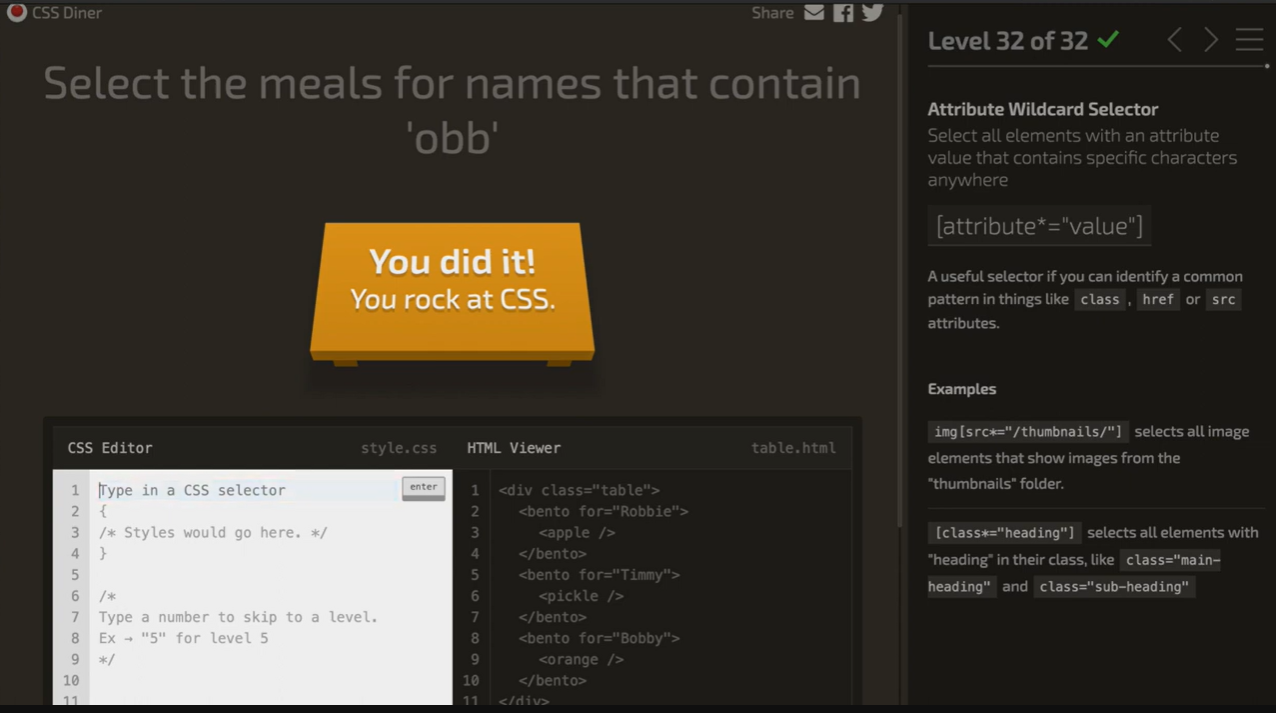 CSS Diner
Share
Select the meals for names that contain
'obb'
You did it!
You rock at CSS.
CSS Editor
style.css
1 Type in a CSS selector
enter
2 {
3 /* Styles would go here. */
4 }
5
6 /*
7 Type a number to skip to a level.
8 Ex → "5" for level 5
9 */
10
11
HTML Viewer
table.html
1 <div class="table">
2 <bento for="Robbie">
3 <apple />
4 </bento>
5 <bento for="Timmy">
6 <pickle />
7 </bento>
8 <bento for="Bobby">
9 <orange />
10 </bento>
11 </div>
Level 32 of 32
Attribute Wildcard Selector
Select all elements with an attribute
value that contains specific characters
anywhere
[attribute*="value"]
A useful selector if you can identify a common
pattern in things like class , href or src
attributes.
Examples
img[src*="/thumbnails/"] selects all image
elements that show images from the
"thumbnails" folder.
[class*="heading"] selects all elements with
"heading" in their class, like class="main-
heading" and class="sub-heading"